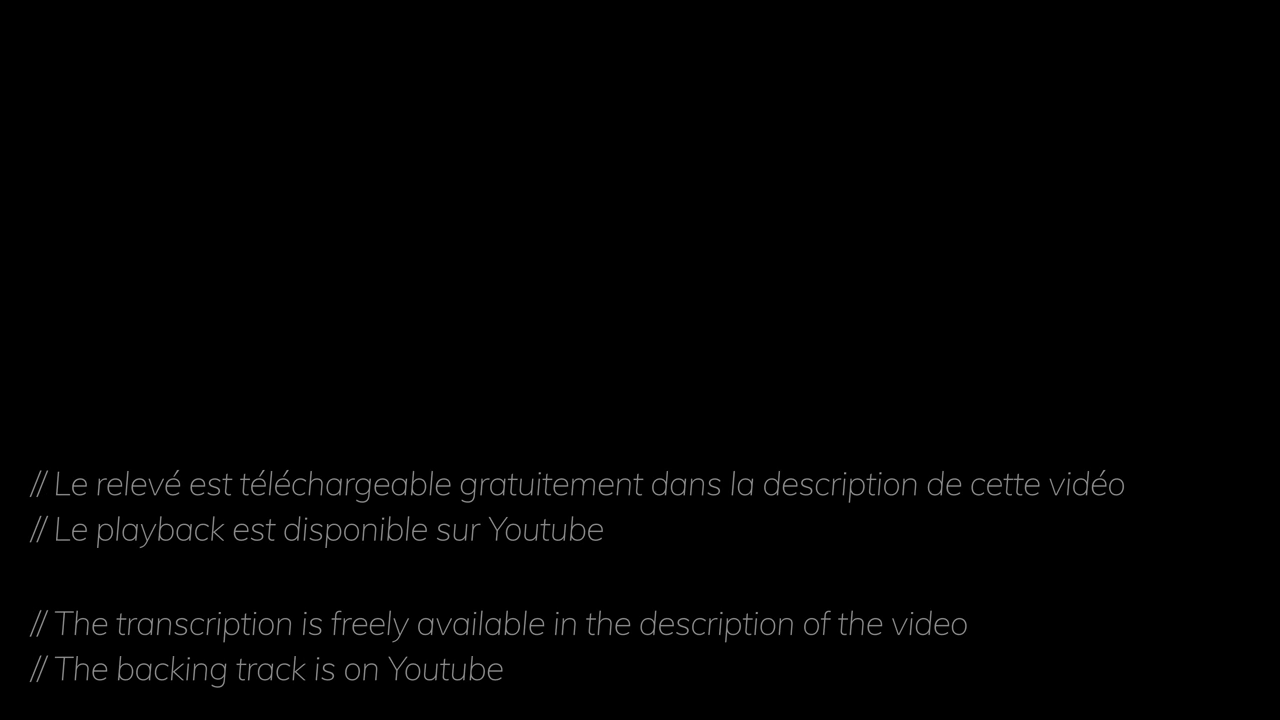 // Le relevé est téléchargeable gratuitement dans la description de cette vidéo
// Le playback est disponible sur Youtube
// The transcription is freely available in the description of the video
// The backing track is on Youtube